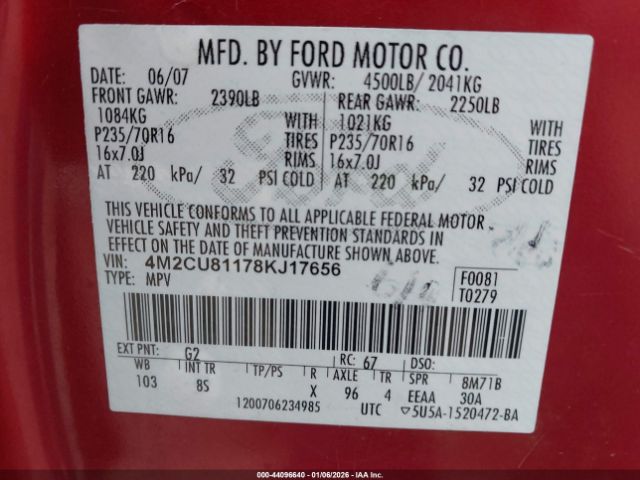 MFD. BY FORD MOTOR CO.
DATE: 06/07 GVWR: 4500LB/ 2041KG
FRONT GAWR: 2390LB REAR GAWR: 2250LB
1084KG WITH 1021KG WITH
P235/70R16 TIRES P235/70R16 TIRES
16x7.0J RIMS 16x7.0J RIMS
AT 220 kPa/ 32 PSI COLD AT 220 kPa/ 32 PSI COLD
THIS VEHICLE CONFORMS TO ALL APPLICABLE FEDERAL MOTOR
VEHICLE SAFETY AND THEFT PREVENTION STANDARDS IN
EFFECT ON THE DATE OF MANUFACTURE SHOWN ABOVE.
VIN: 4M2CU81178KJ17656
TYPE: MPV
F0081
T0279
EXT PNT: G2 RC: 67 DSO:
WB INT TR TP/PS R AXLE TR SPR 8M71B
103 8S X 96 4 EEAA 30A
1200706234985 UTC ▽5U5A-1520472-BA
Ford
000-44096640 - 01/06/2026 - IAA Inc.